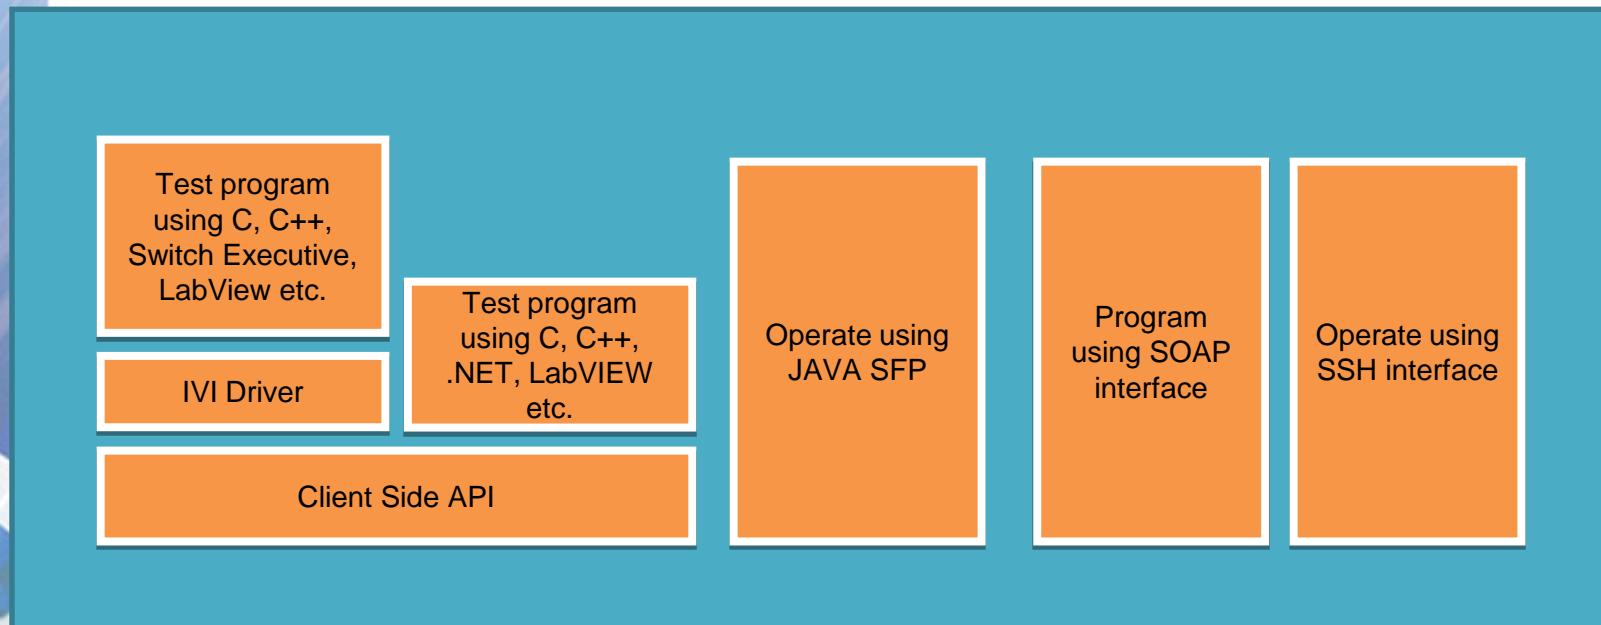 Test program
using C, C++,
Switch Executive,
LabView etc.
IVI Driver
Test program
using C, C++,
.NET, LabVIEW
etc.
Client Side API
Operate using
JAVA SFP
Program
using SOAP
interface
Operate using
SSH interface